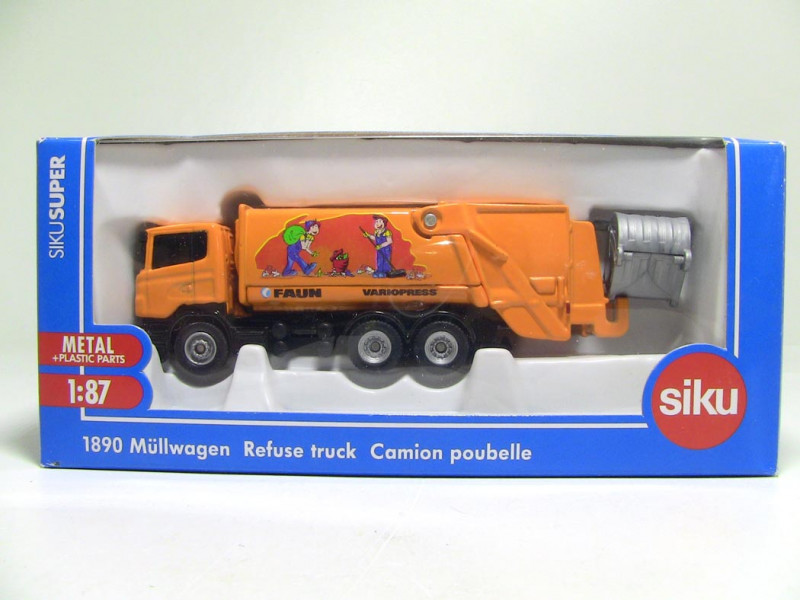 SIKUSUPER
FAUN VARIOPRESS
METAL
+PLASTIC PARTS
1:87
siku
1890 Müllwagen Refuse truck Camion poubelle